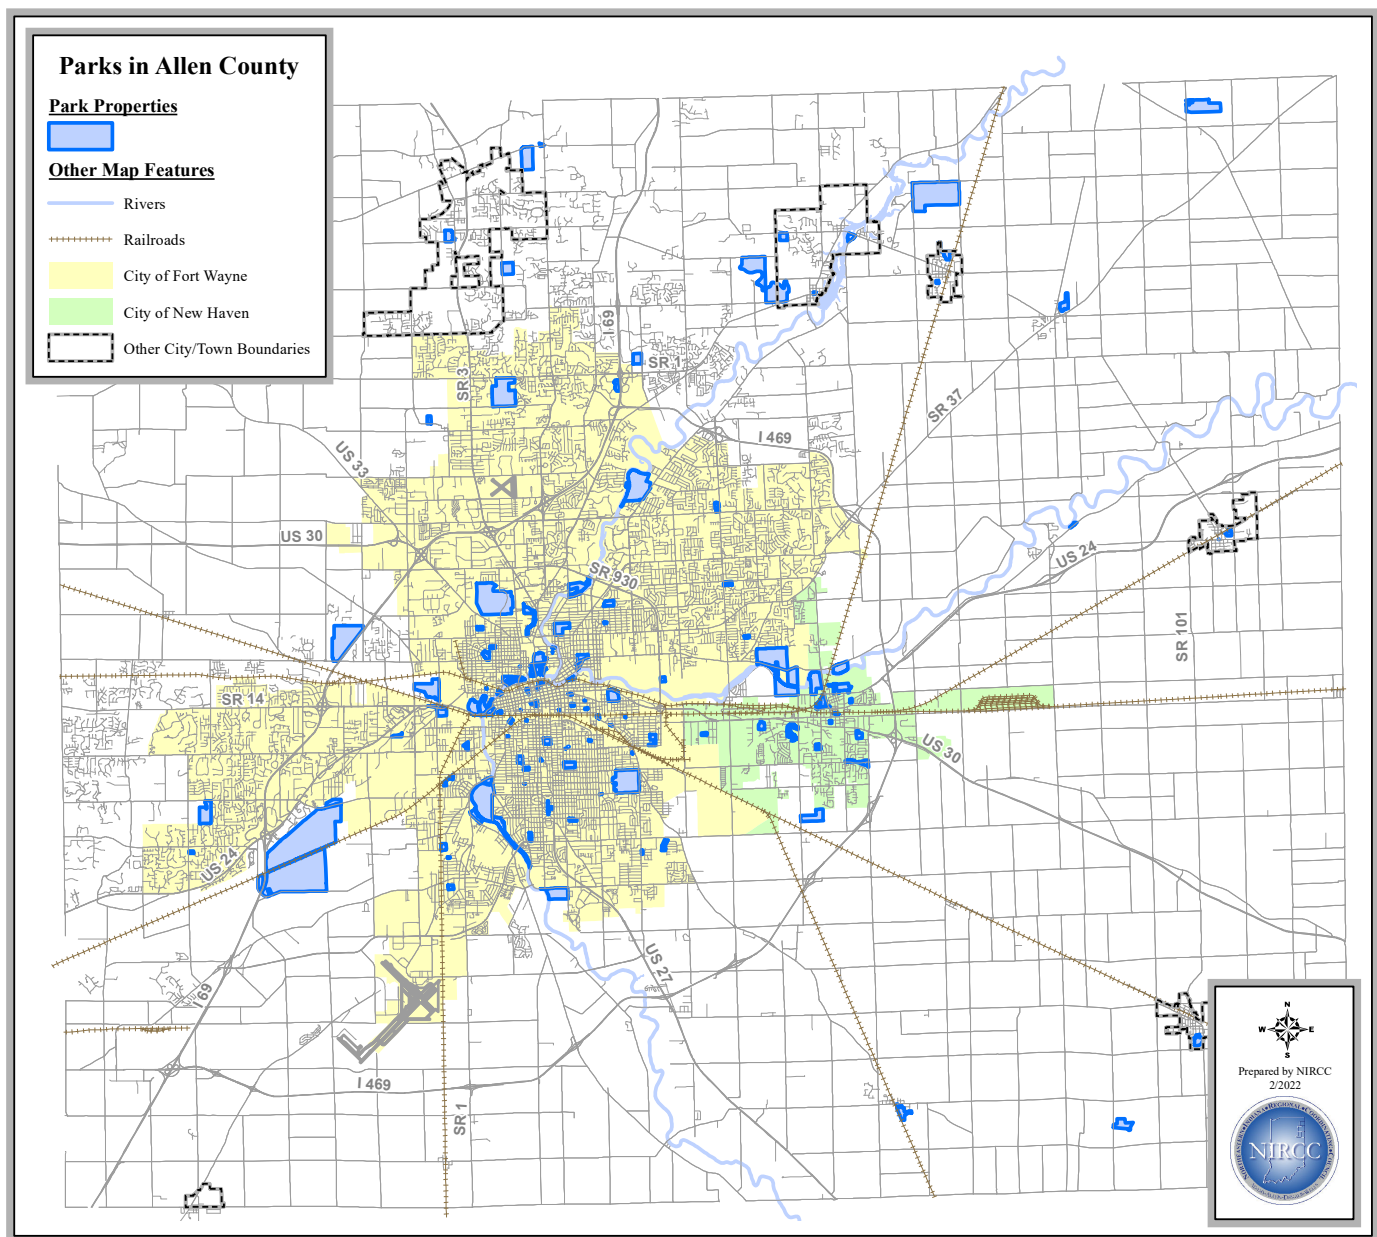 Parks in Allen County
Park Properties
Other Map Features
Rivers
Railroads
City of Fort Wayne
City of New Haven
Other City/Town Boundaries
I 69
SR 1
SR 3
SR 37
I 469
US 33
US 30
US 24
SR 930
SR 101
SR 14
US 30
US 24
US 27
I 69
I 469
SR 1
N
W
E
S
Prepared by NIRCC
2/2022
NIRCC